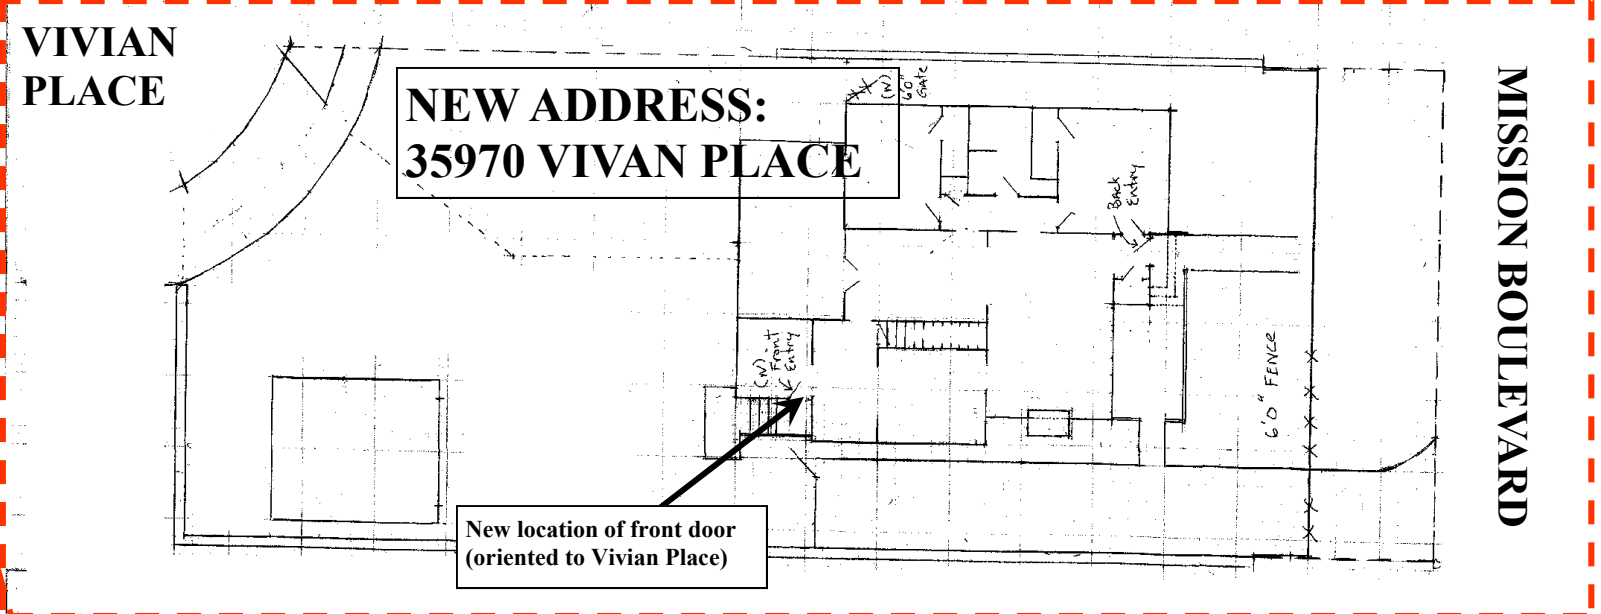 VIVIAN
PLACE
NEW ADDRESS:
35970 VIVAN PLACE
(N)
6'0"
GATE
BACK
Entry
MISSION BOULEVARD
(N)
Front
Entry
6'0" FENCE
New location of front door
(oriented to Vivian Place)